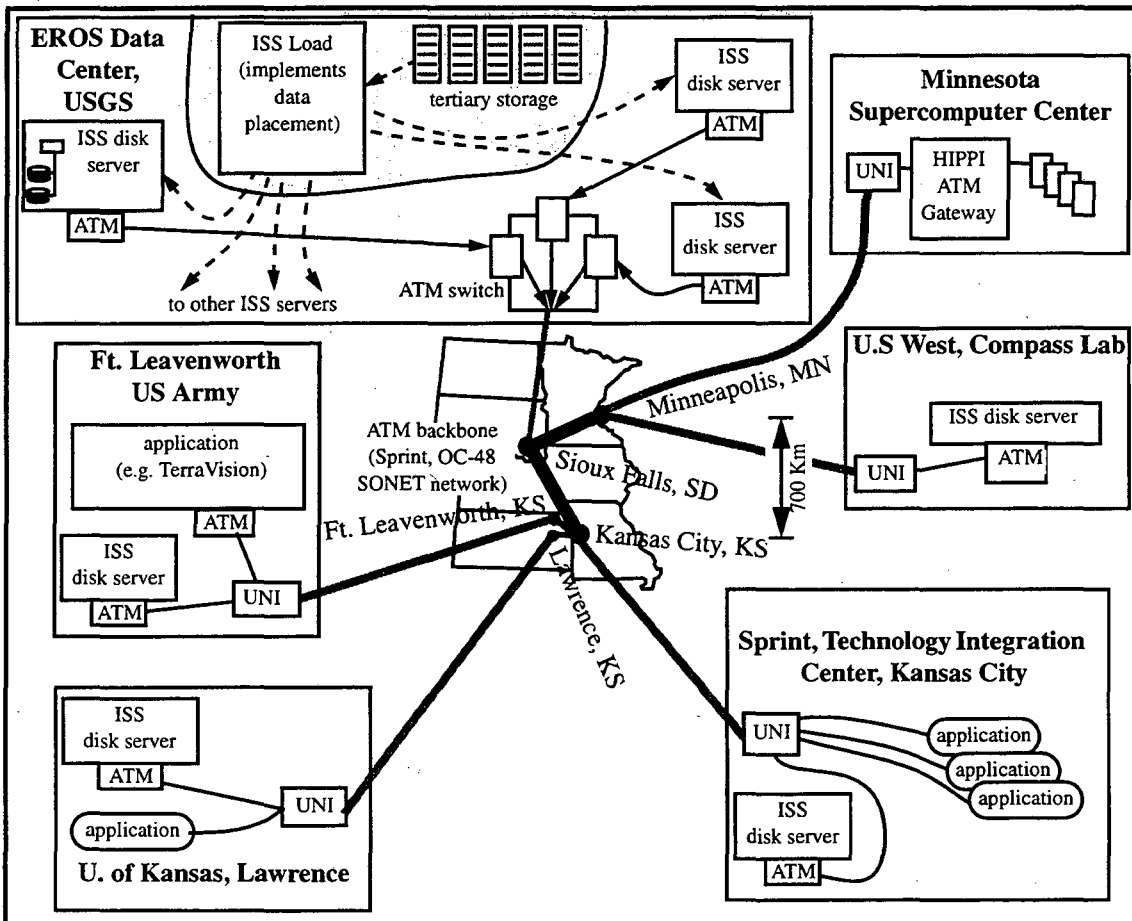 EROS Data
Center,
USGS
ISS Load
(implements
data
placement)
tertiary storage
ISS
disk server
ATM
ISS disk
server
ATM
ISS
disk server
ATM
ATM switch
to other ISS servers
Minnesota
Supercomputer Center
UNI
HIPPI
ATM
Gateway
Ft. Leavenworth
US Army
application
(e.g. TerraVision)
ATM
ISS
disk server
ATM
UNI
ATM backbone
(Sprint, OC-48
SONET network)
Minneapolis, MN
Sioux Falls, SD
Ft. Leavenworth, KS
Kansas City, KS
Lawrence, KS
700 Km
U.S West, Compass Lab
ISS disk server
ATM
UNI
ISS
disk server
ATM
UNI
application
U. of Kansas, Lawrence
Sprint, Technology Integration
Center, Kansas City
UNI
application
application
application
ISS
disk server
ATM